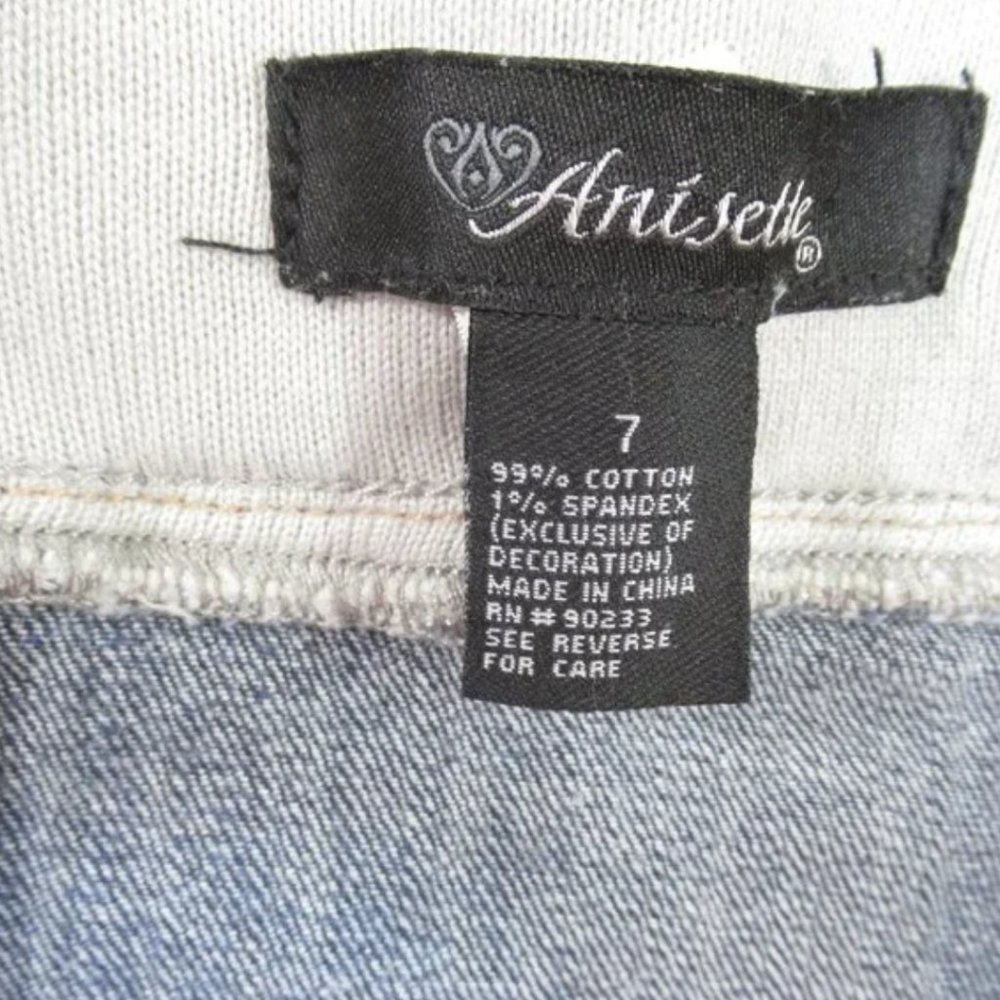 Anisette®
7
99% COTTON
1% SPANDEX
(EXCLUSIVE OF
DECORATION)
MADE IN CHINA
RN # 90233
SEE REVERSE
FOR CARE